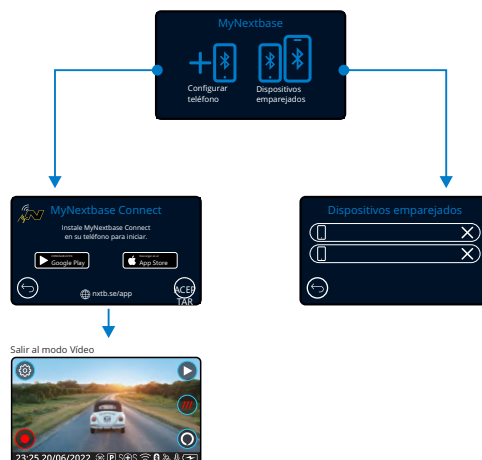 MyNextbase
Configurar
teléfono
Dispositivos
emparejados
MyNextbase Connect
Instale MyNextbase Connect
en su teléfono para iniciar.
Google Play
App Store
nxtb.se/app
ACEP
TAR
Dispositivos emparejados
Salir al modo Vídeo
23:25 20/06/2022